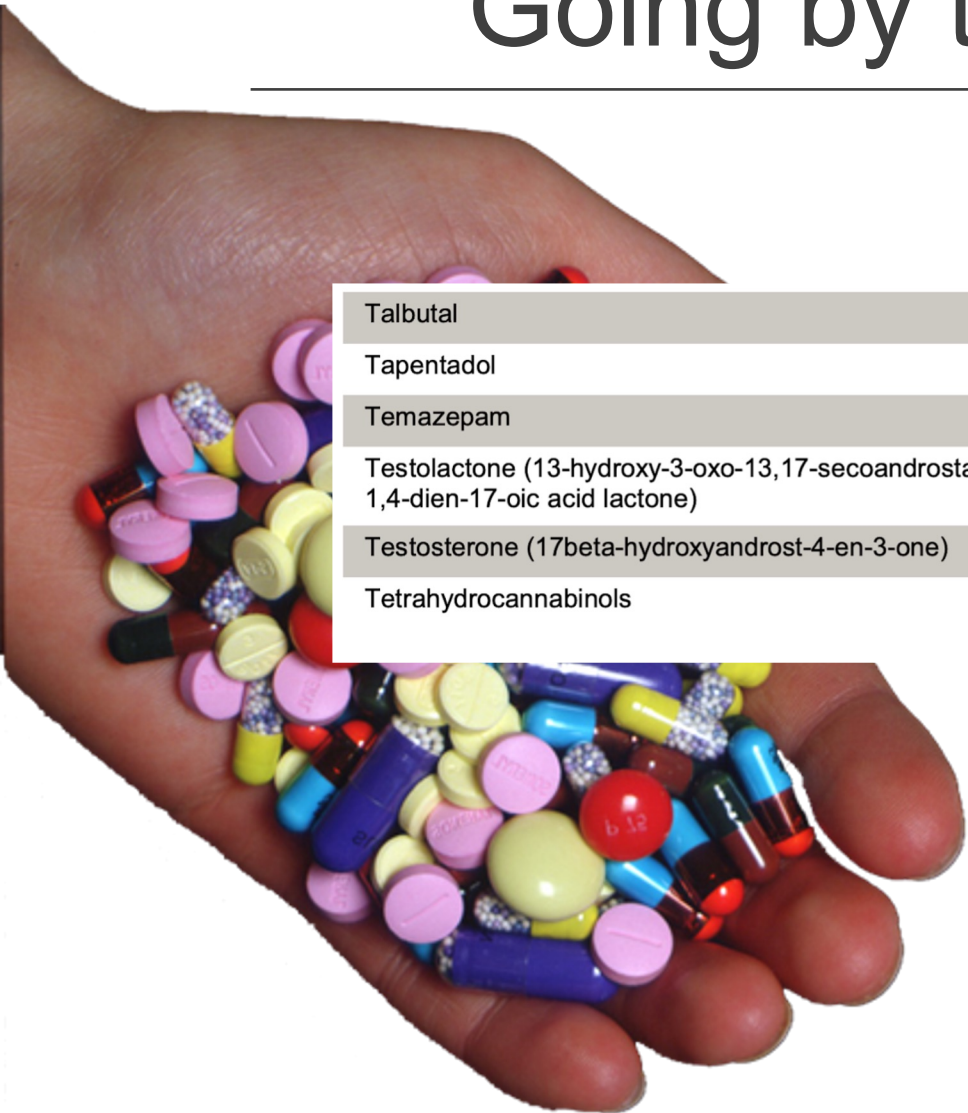 Going by t
Talbutal
Tapentadol
Temazepam
Testolactone (13-hydroxy-3-oxo-13,17-secoandrosta
1,4-dien-17-oic acid lactone)
Testosterone (17beta-hydroxyandrost-4-en-3-one)
Tetrahydrocannabinols